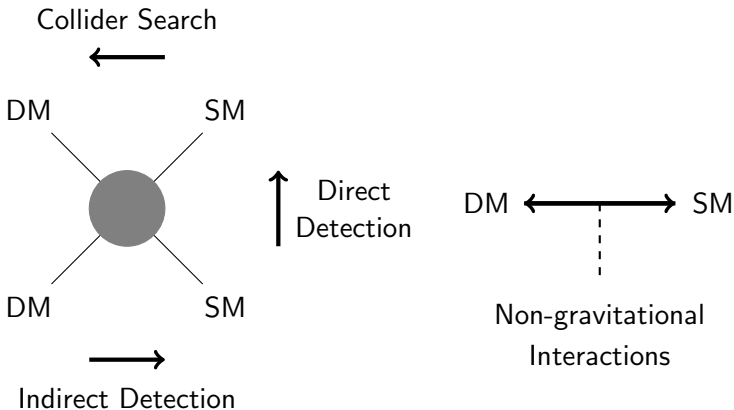 Collider Search
DM
SM
Direct
Detection
DM
SM
Indirect Detection
DM
SM
Non-gravitational
Interactions